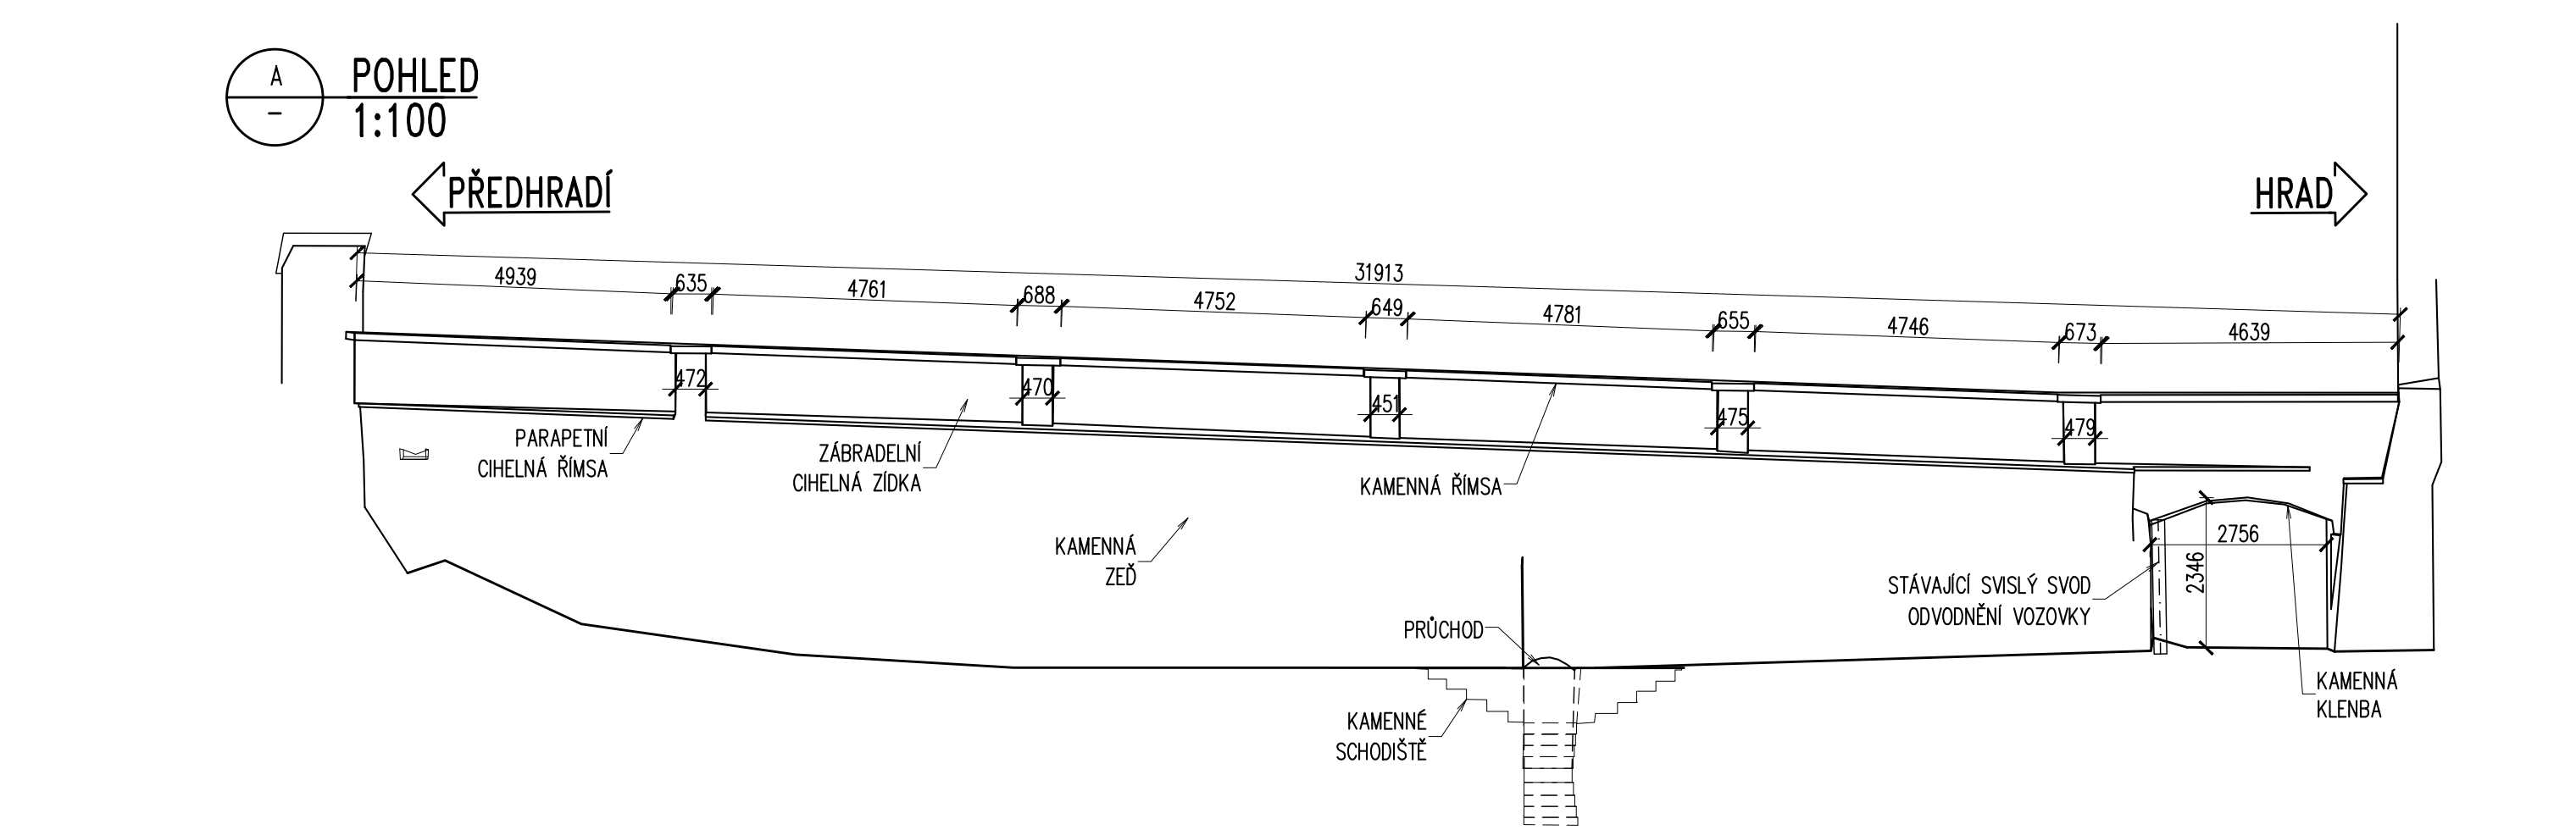 A
–
POHLED
1:100
PŘEDHRADÍ
HRAD
31913
4939
635
4761
688
4752
649
4781
655
4746
673
4639
472
470
451
475
479
PARAPETNÍ
CIHELNÁ ŘÍMSA
ZÁBRADELNÍ
CIHELNÁ ZÍDKA
KAMENNÁ ŘÍMSA
KAMENNÁ
ZEĎ
2756
2346
STÁVAJÍCÍ SVISLÝ SVOD
ODVODNĚNÍ VOZOVKY
PRŮCHOD
KAMENNÁ
KLENBA
KAMENNÉ
SCHODIŠTĚ